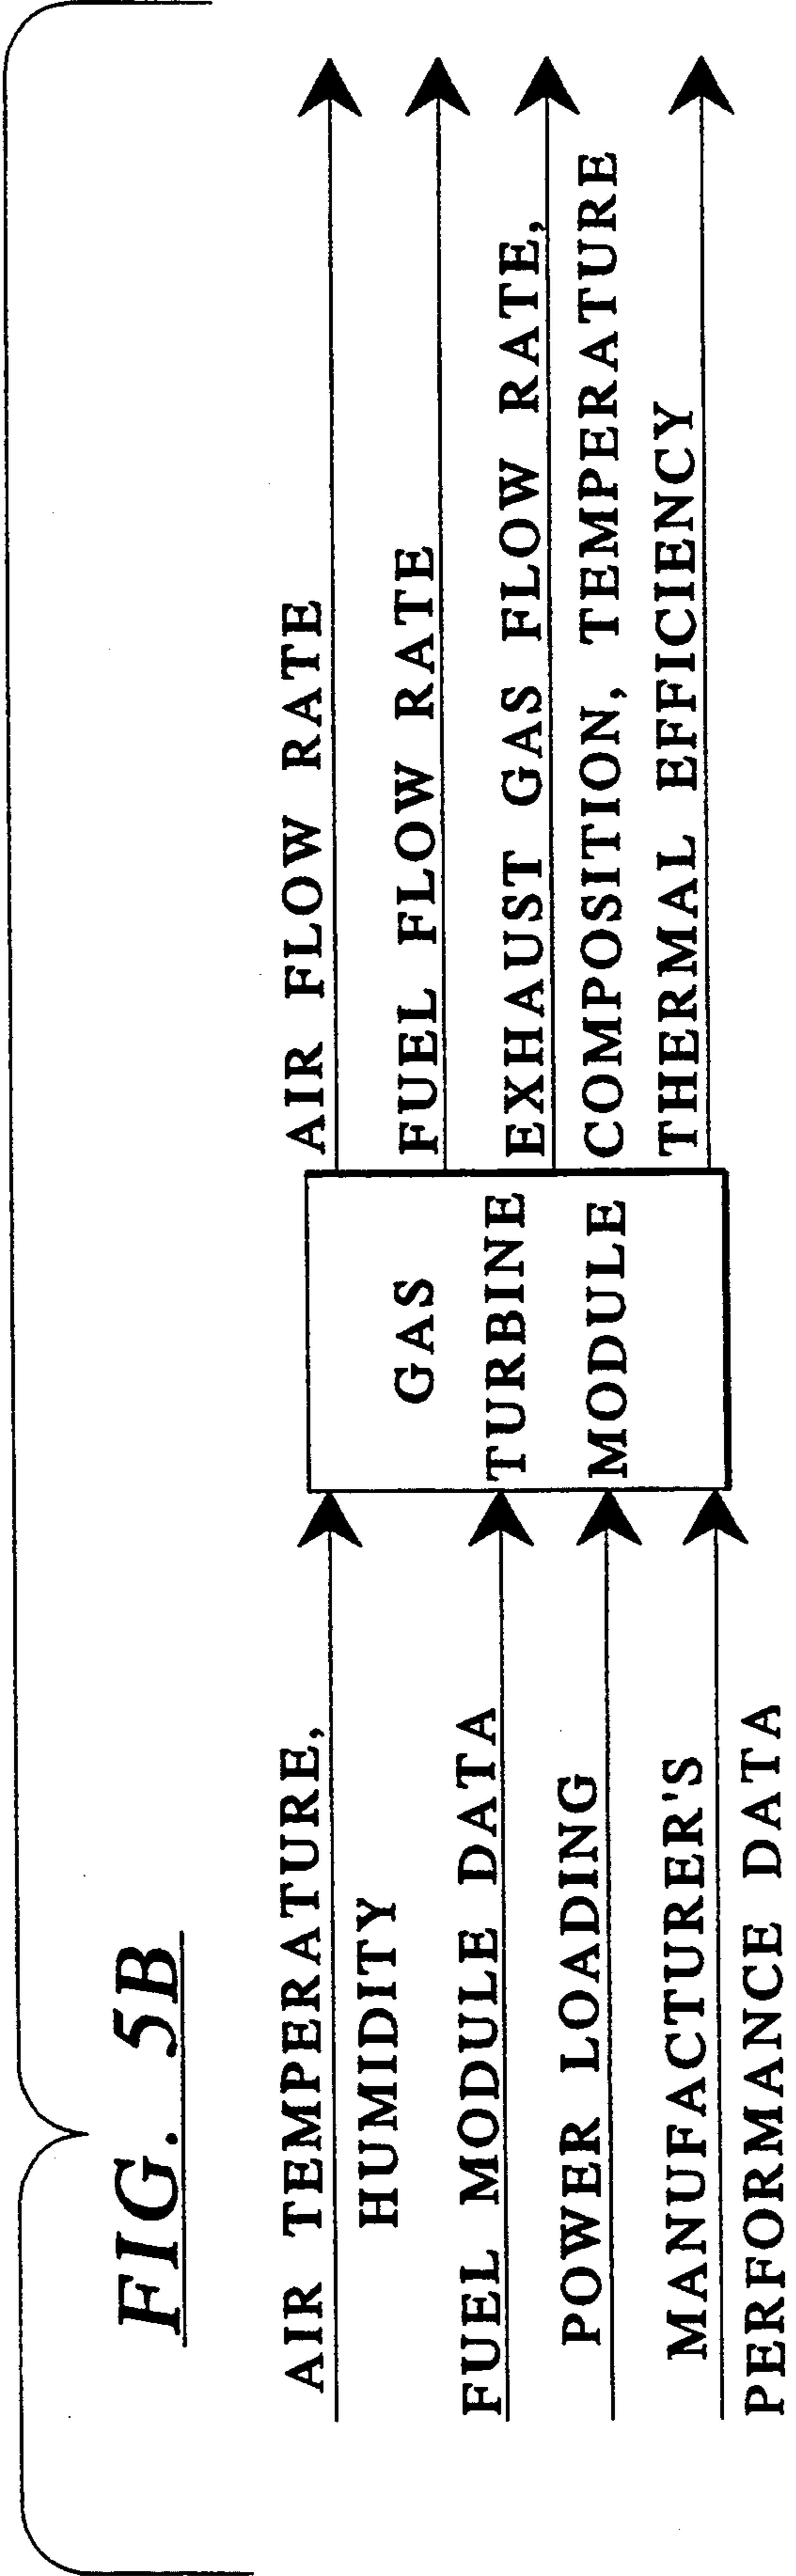 FIG. 5B
AIR TEMPERATURE,
HUMIDITY
FUEL MODULE DATA
POWER LOADING
MANUFACTURER'S
PERFORMANCE DATA
GAS
TURBINE
MODULE
AIR FLOW RATE
FUEL FLOW RATE
EXHAUST GAS FLOW RATE,
COMPOSITION, TEMPERATURE
THERMAL EFFICIENCY